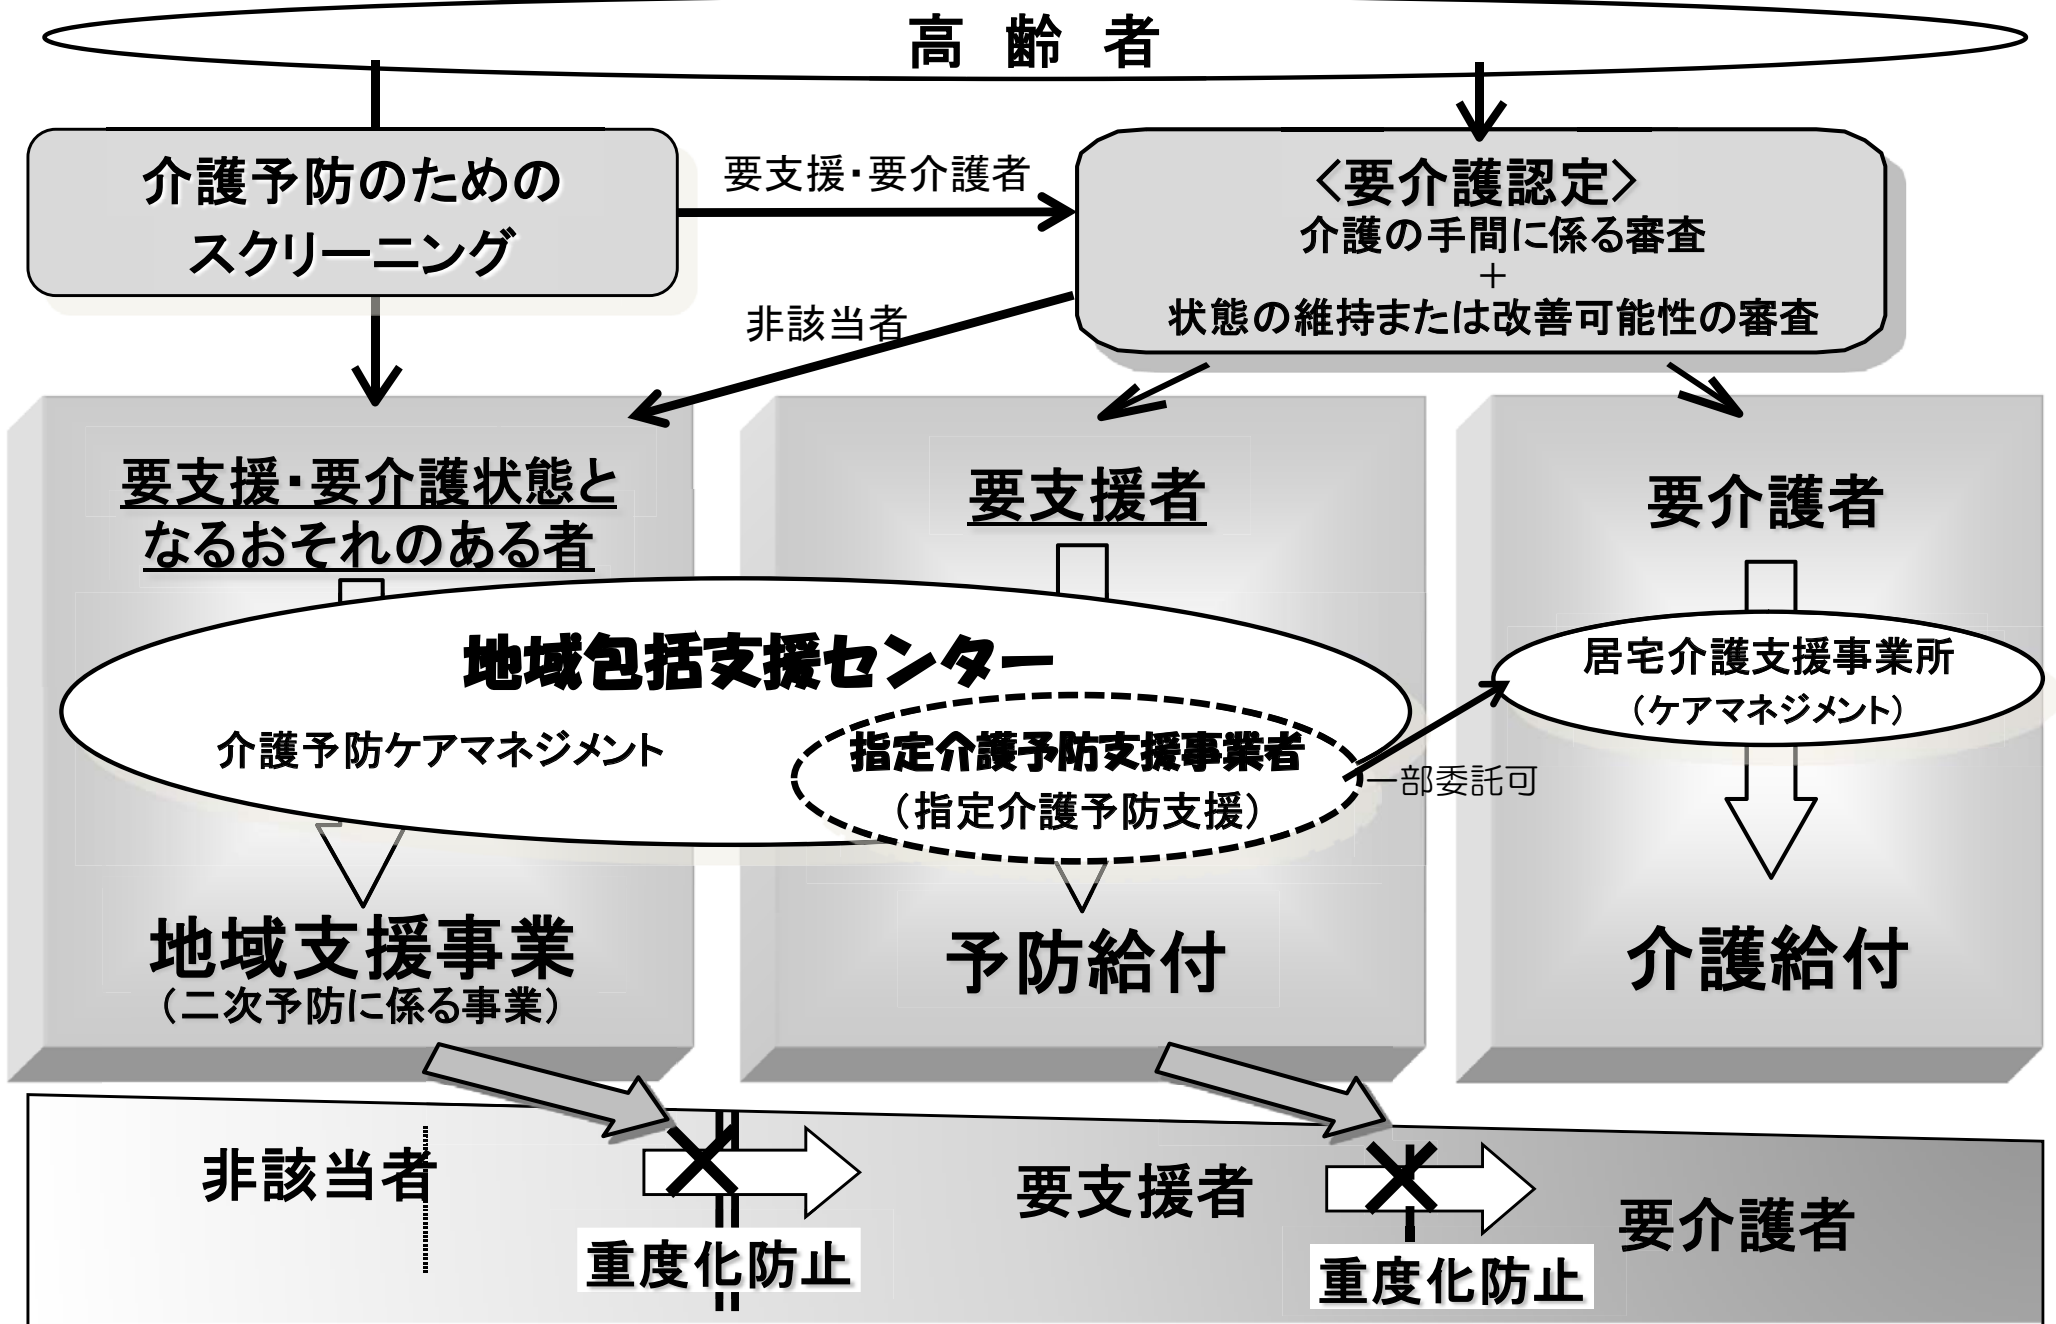 高 齢 者
介護予防のための
スクリーニング
要支援・要介護者
<要介護認定>
介護の手間に係る審査
+
状態の維持または改善可能性の審査
非該当者
要支援・要介護状態と
なるおそれのある者
要支援者
要介護者
地域包括支援センター
介護予防ケアマネジメント
指定介護予防支援事業者
(指定介護予防支援)
一部委託可
居宅介護支援事業所
(ケアマネジメント)
地域支援事業
(二次予防に係る事業)
予防給付
介護給付
非該当者
重度化防止
要支援者
重度化防止
要介護者